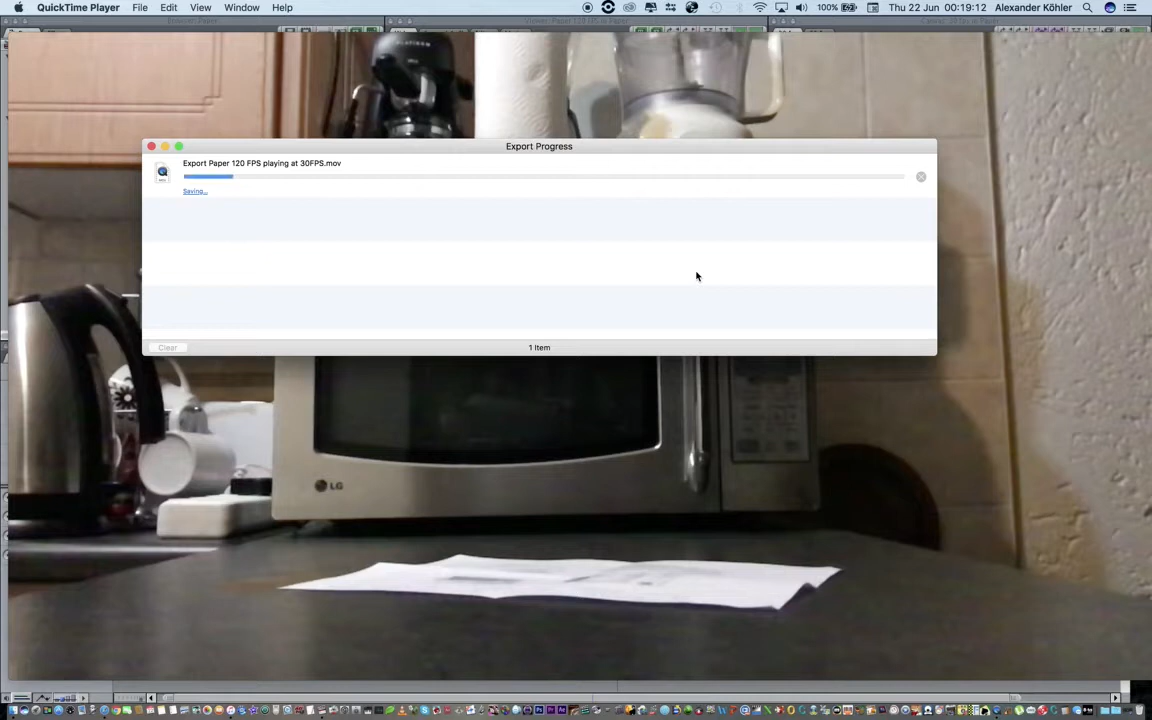 QuickTime Player File Edit View Window Help 100% Thu 22 Jun 00:19:12 Alexander Köhler
Export Progress
Export Paper 120 FPS playing at 30FPS.mov
Saving...
Clear 1 Item
LG